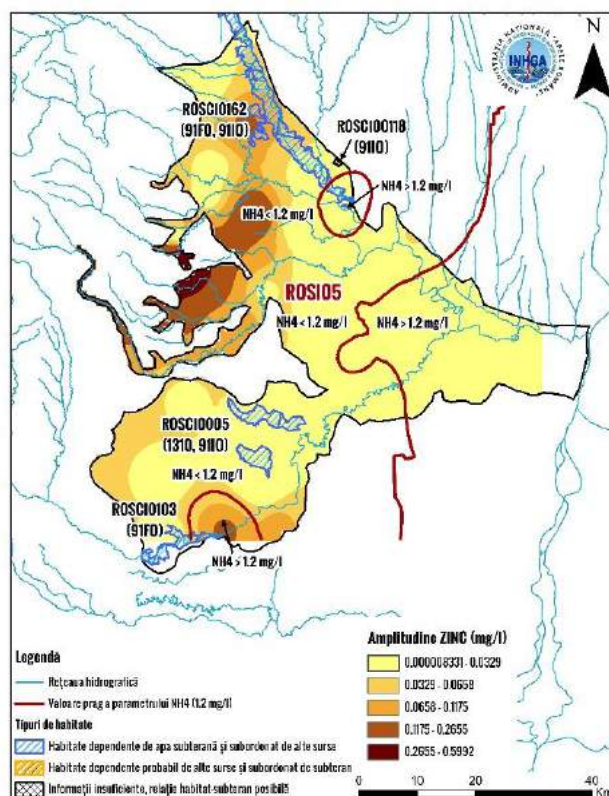 ADMINISTRAȚIA NAȚIONALĂ "APELE ROMÂNE"
INHGA
N
ROSCI0162
(91F0, 91I0)
ROSCI00118
(91I0)
NH4 > 1.2 mg/l
NH4 < 1.2 mg/l
ROSI05
NH4 < 1.2 mg/l
NH4 > 1.2 mg/l
ROSCI0005
(1310, 91I0)
NH4 < 1.2 mg/l
ROSCI0103
(91F0)
NH4 > 1.2 mg/l
Legendă
Rețeaua hidrografică
Valoare prag a parametrului NH4 (1.2 mg/l)
Tipuri de habitate
Habitate dependente de apa subterană și subordonat de alte surse
Habitate dependente probabil de alte surse și subordonat de subteran
Informații insuficiente, relație habitat-subteran posibilă
Amplitudine ZINC (mg/l)
0.000008331 - 0.0329
0.0329 - 0.0658
0.0658 - 0.1175
0.1175 - 0.2655
0.2655 - 0.5992
0 10 20 40
Km